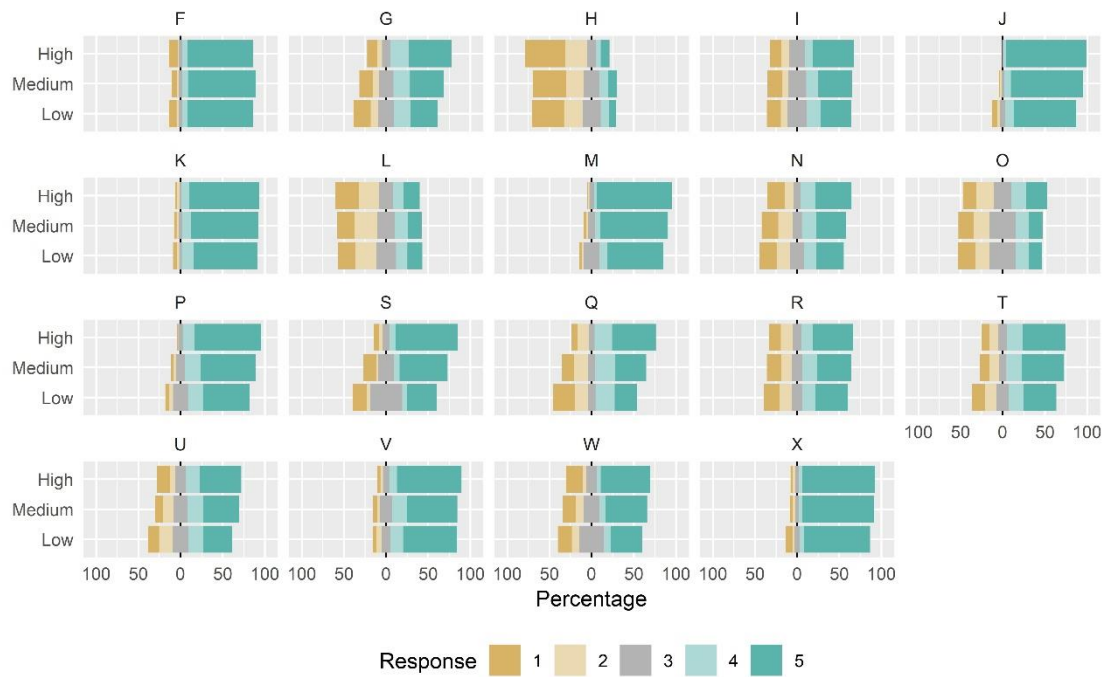 F G H I J
High
Medium
Low
K L M N O
High
Medium
Low
P S Q R T
High
Medium
Low
100 50 0 50 100
U V W X
High
Medium
Low
100 50 0 50 100 100 50 0 50 100 100 50 0 50 100 100 50 0 50 100
Percentage
Response 1 2 3 4 5